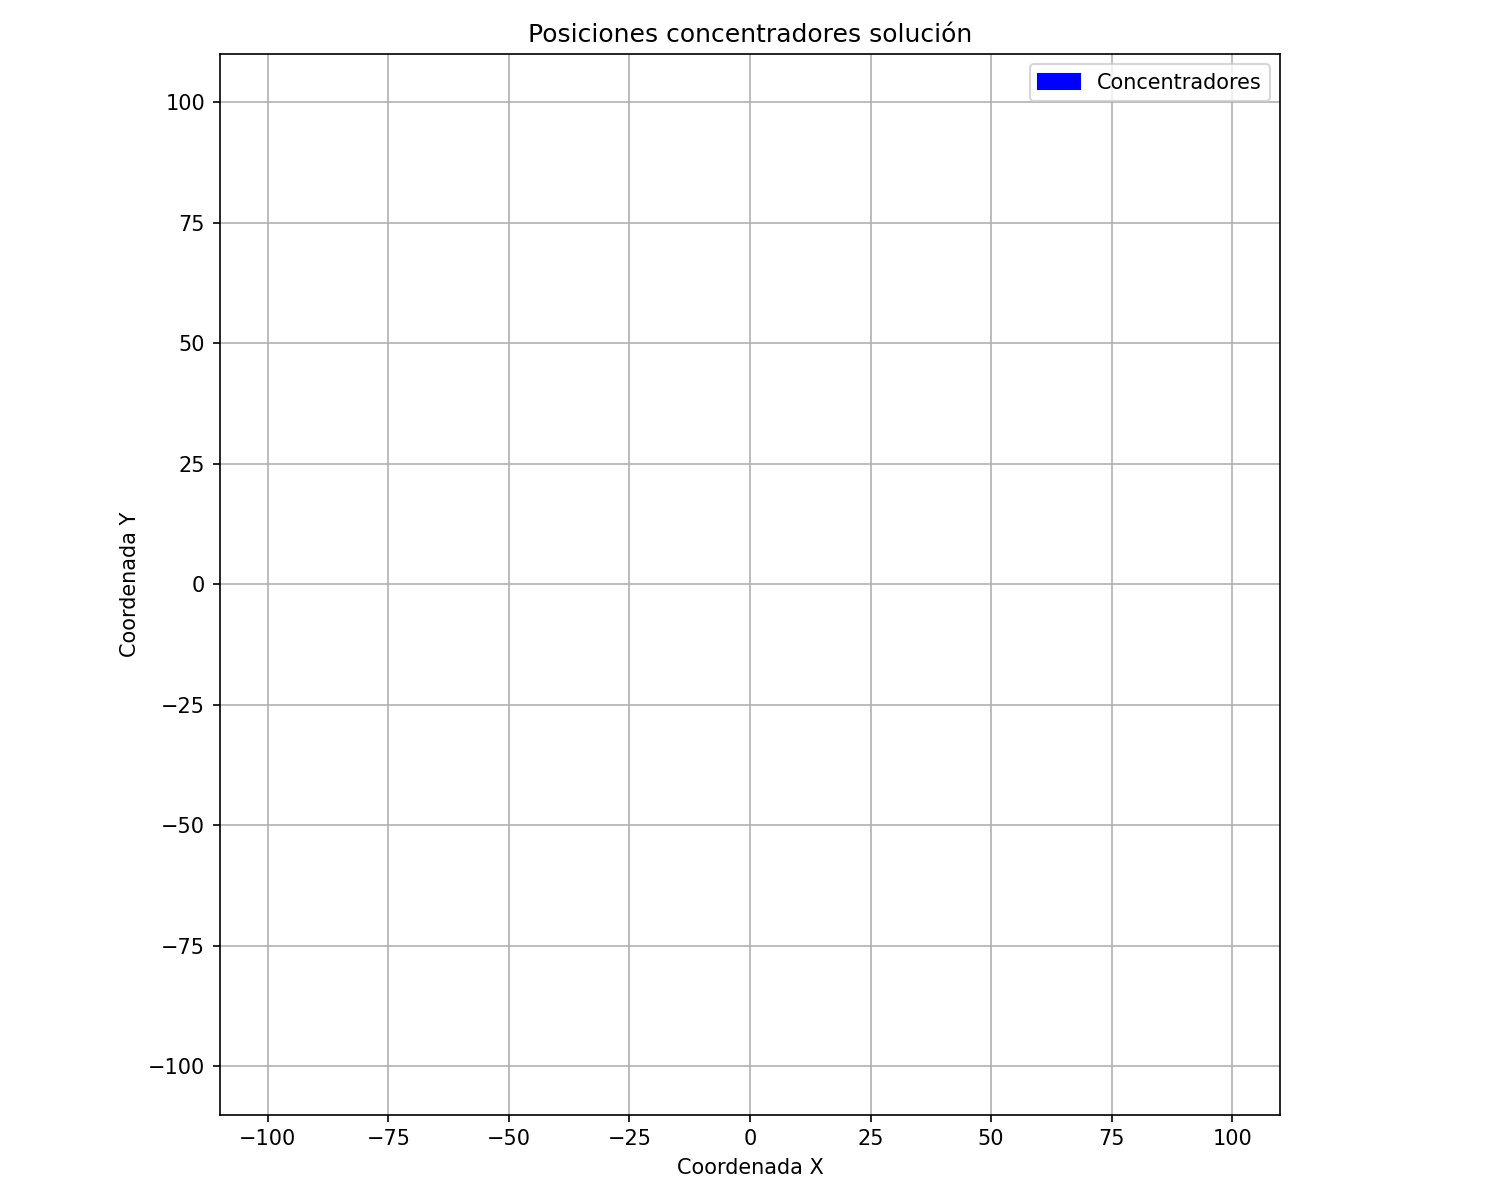 Posiciones concentradores solución
Concentradores
100
75
50
25
0
−25
−50
−75
−100
Coordenada Y
−100 −75 −50 −25 0 25 50 75 100
Coordenada X